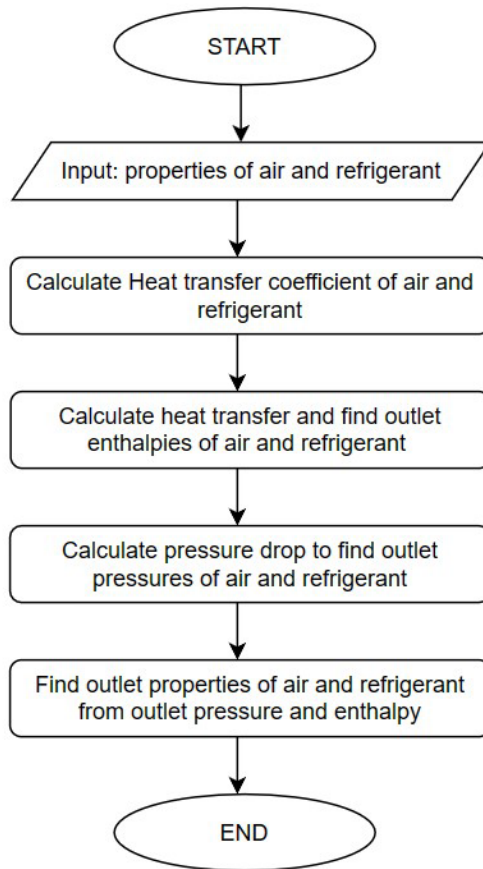 START
Input: properties of air and refrigerant
Calculate Heat transfer coefficient of air and
refrigerant
Calculate heat transfer and find outlet
enthalpies of air and refrigerant
Calculate pressure drop to find outlet
pressures of air and refrigerant
Find outlet properties of air and refrigerant
from outlet pressure and enthalpy
END